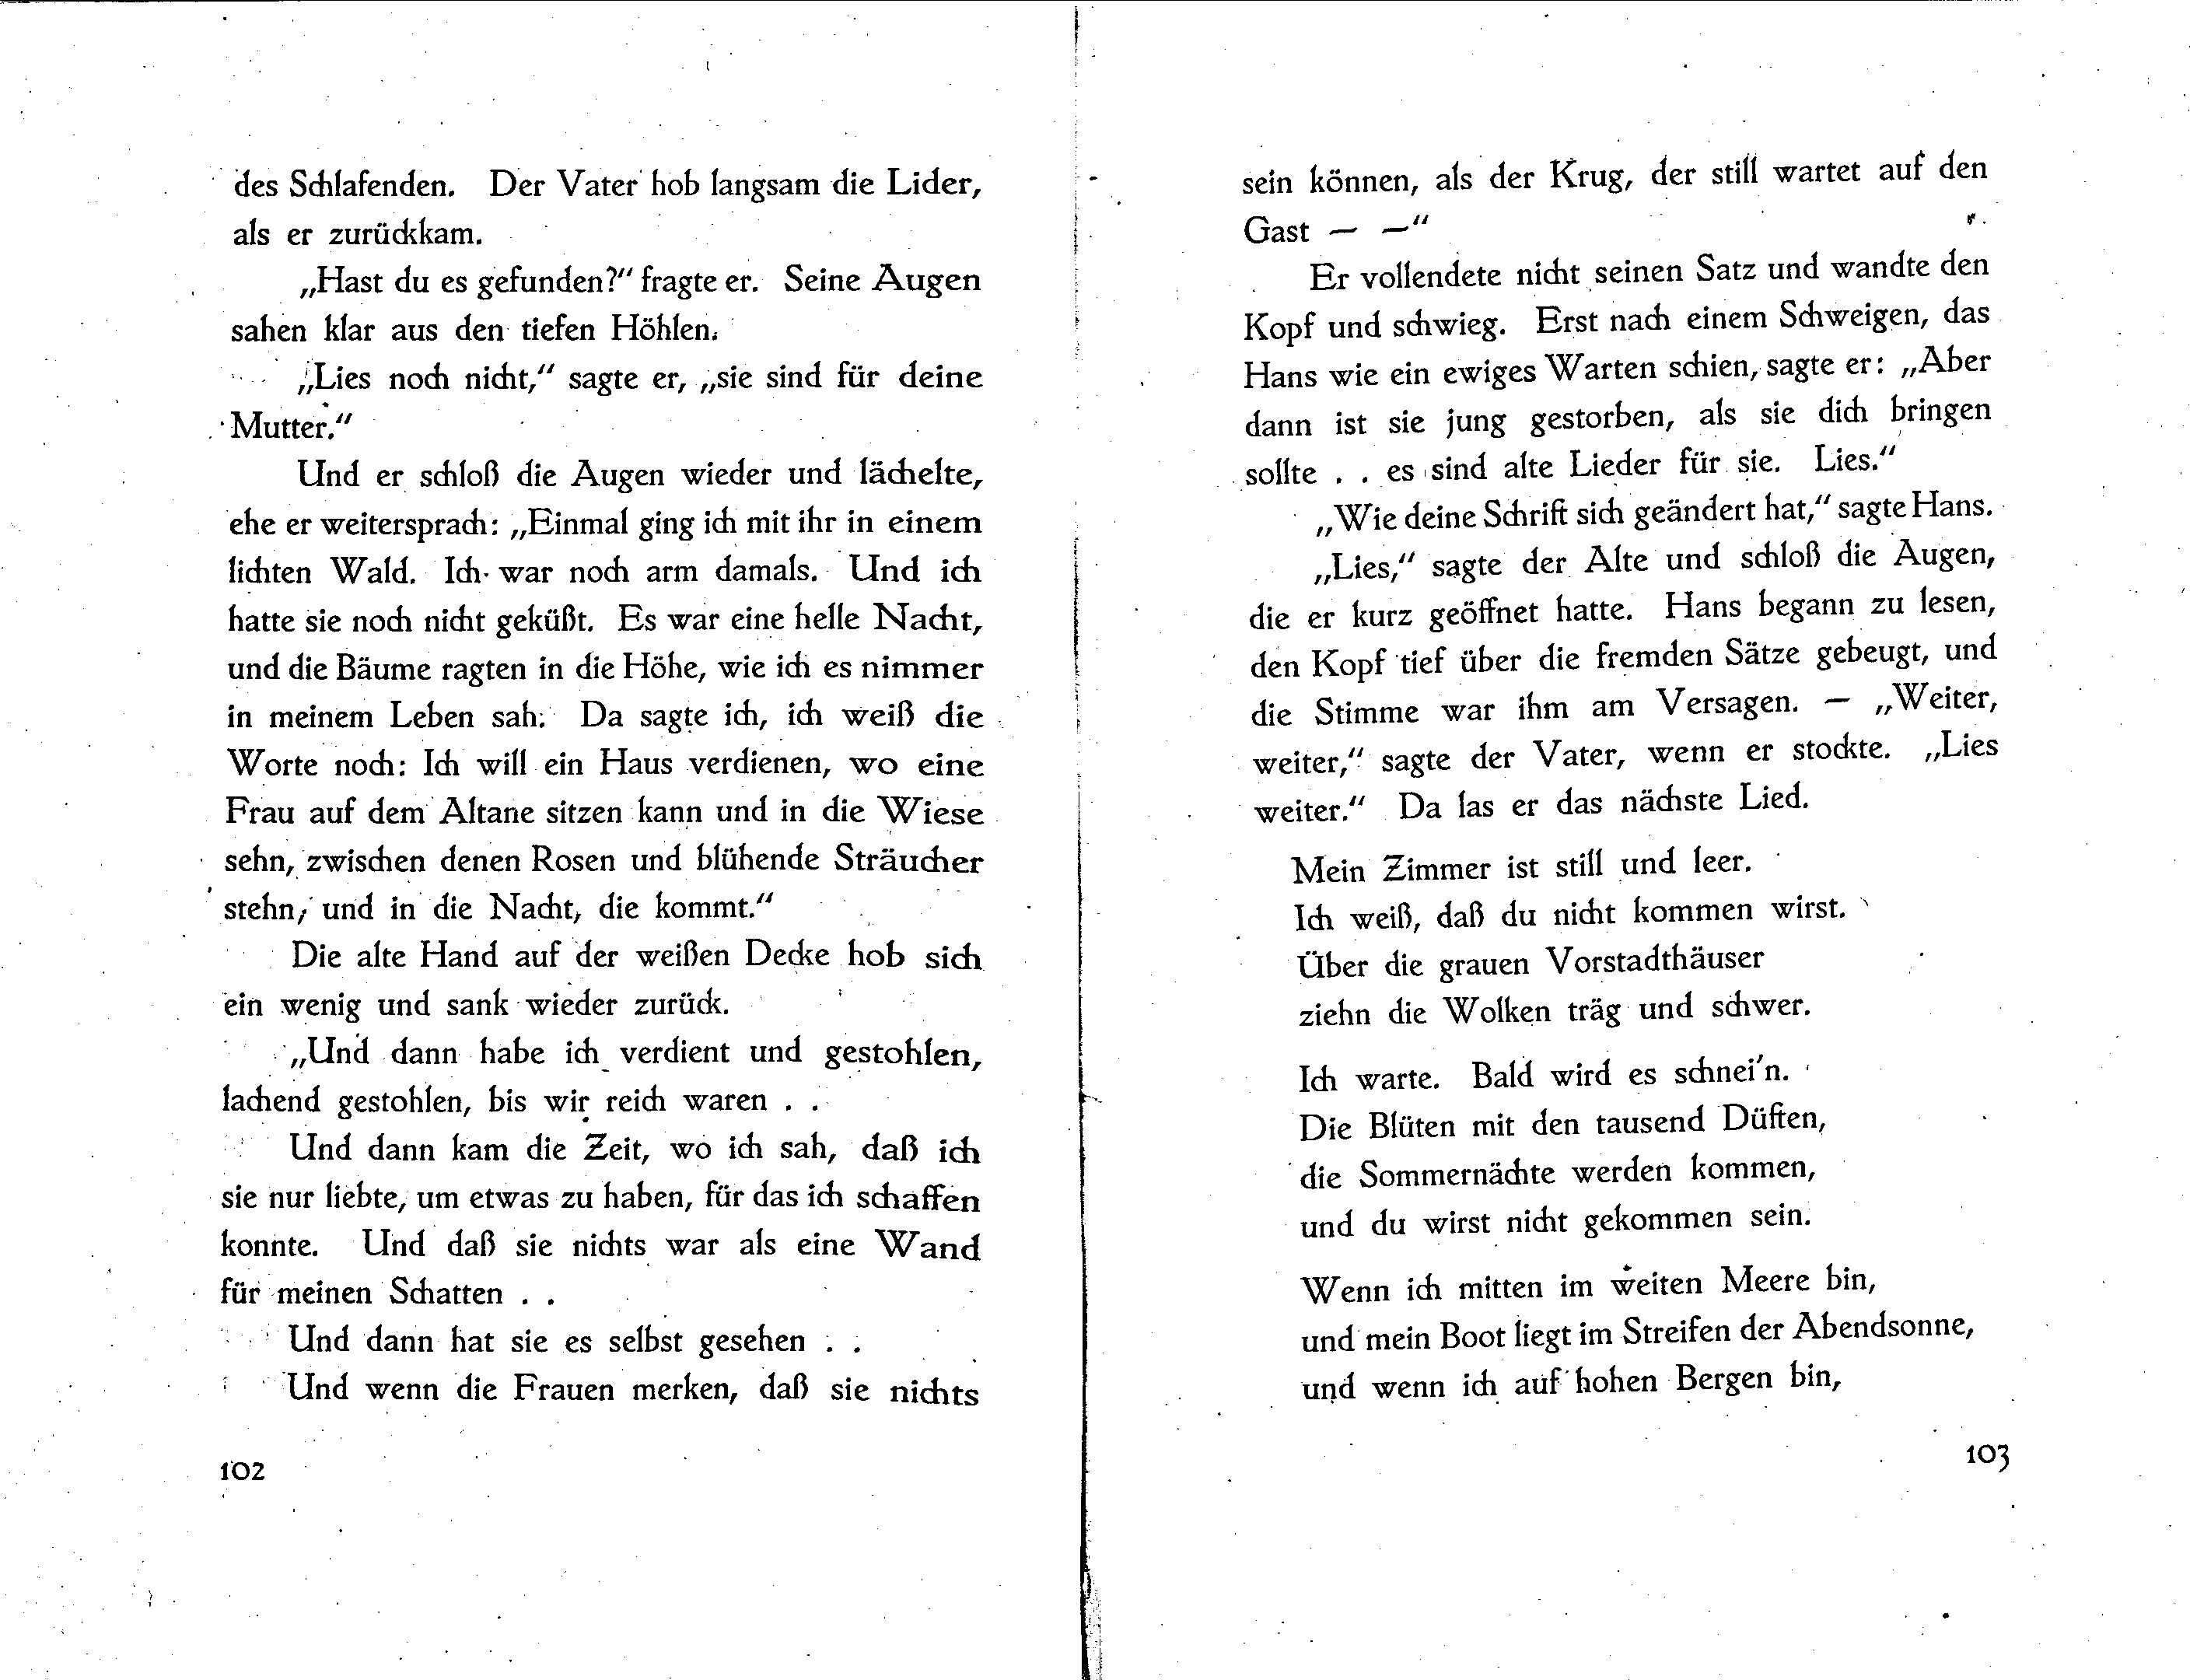 des Schlafenden. Der Vater hob langsam die Lider,
als er zurückkam.
„Hast du es gefunden?“ fragte er. Seine Augen
sahen klar aus den tiefen Höhlen.
„Lies noch nicht,“ sagte er, „sie sind für deine
Mutter.“
Und er schloß die Augen wieder und lächelte,
ehe er weitersprach: „Einmal ging ich mit ihr in einem
lichten Wald. Ich war noch arm damals. Und ich
hatte sie noch nicht geküßt. Es war eine helle Nacht,
und die Bäume ragten in die Höhe, wie ich es nimmer
in meinem Leben sah. Da sagte ich, ich weiß die
Worte noch: Ich will ein Haus verdienen, wo eine
Frau auf dem Altane sitzen kann und in die Wiese
sehn, zwischen denen Rosen und blühende Sträucher
stehn, und in die Nacht, die kommt.“
Die alte Hand auf der weißen Decke hob sich
ein wenig und sank wieder zurück.
„Und dann habe ich verdient und gestohlen,
lachend gestohlen, bis wir reich waren . .
Und dann kam die Zeit, wo ich sah, daß ich
sie nur liebte, um etwas zu haben, für das ich schaffen
konnte. Und daß sie nichts war als eine Wand
für meinen Schatten . .
Und dann hat sie es selbst gesehen . .
Und wenn die Frauen merken, daß sie nichts
102
sein können, als der Krug, der still wartet auf den
Gast — —“
Er vollendete nicht seinen Satz und wandte den
Kopf und schwieg. Erst nach einem Schweigen, das
Hans wie ein ewiges Warten schien, sagte er: „Aber
dann ist sie jung gestorben, als sie dich bringen
sollte . . es sind alte Lieder für sie. Lies.“
„Wie deine Schrift sich geändert hat,“ sagte Hans.
„Lies,“ sagte der Alte und schloß die Augen,
die er kurz geöffnet hatte. Hans begann zu lesen,
den Kopf tief über die fremden Sätze gebeugt, und
die Stimme war ihm am Versagen. — „Weiter,
weiter,“ sagte der Vater, wenn er stockte. „Lies
weiter.“ Da las er das nächste Lied.
Mein Zimmer ist still und leer.
Ich weiß, daß du nicht kommen wirst.
Über die grauen Vorstadthäuser
ziehn die Wolken träg und schwer.
Ich warte. Bald wird es schnei'n.
Die Blüten mit den tausend Düften,
die Sommernächte werden kommen,
und du wirst nicht gekommen sein.
Wenn ich mitten im weiten Meere bin,
und mein Boot liegt im Streifen der Abendsonne,
und wenn ich auf hohen Bergen bin,
103